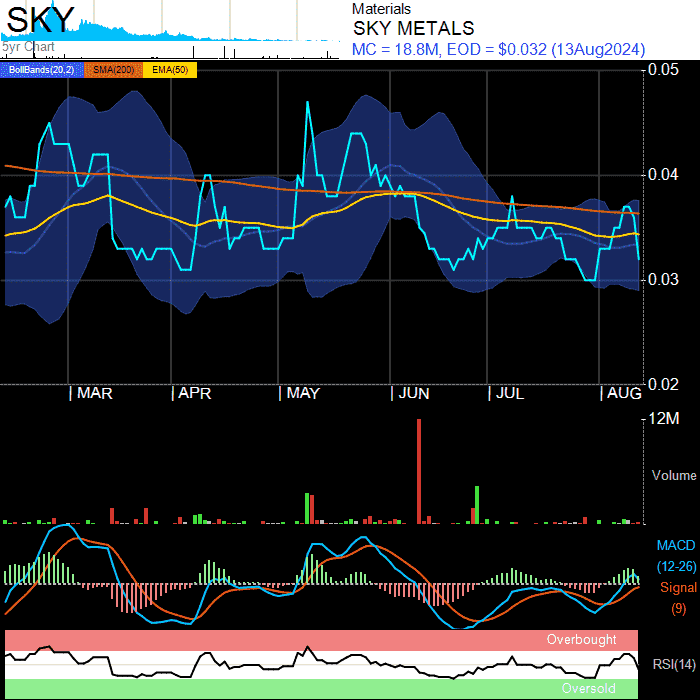 SKY
Materials
SKY METALS
MC = 18.8M, EOD = $0.032 (13Aug2024)
5yr Chart
BollBands(20,2) SMA(200) EMA(50)
0.05
0.04
0.03
0.02
MAR APR MAY JUN JUL AUG
12M
Volume
MACD
(12-26)
Signal
(9)
Overbought
RSI(14)
Oversold